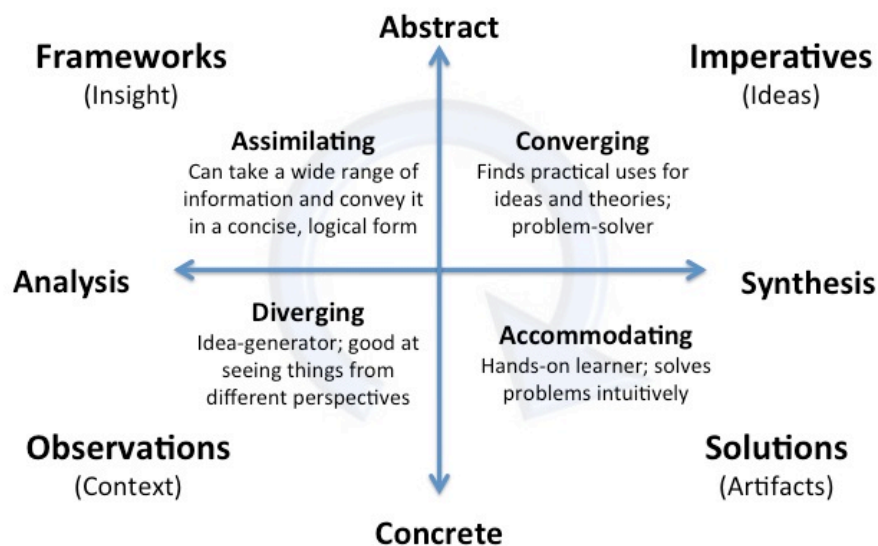 Abstract
Frameworks
(Insight)
Imperatives
(Ideas)
Assimilating
Can take a wide range of
information and convey it
in a concise, logical form
Converging
Finds practical uses for
ideas and theories;
problem-solver
Analysis
Synthesis
Diverging
Idea-generator; good at
seeing things from
different perspectives
Accommodating
Hands-on learner; solves
problems intuitively
Observations
(Context)
Solutions
(Artifacts)
Concrete